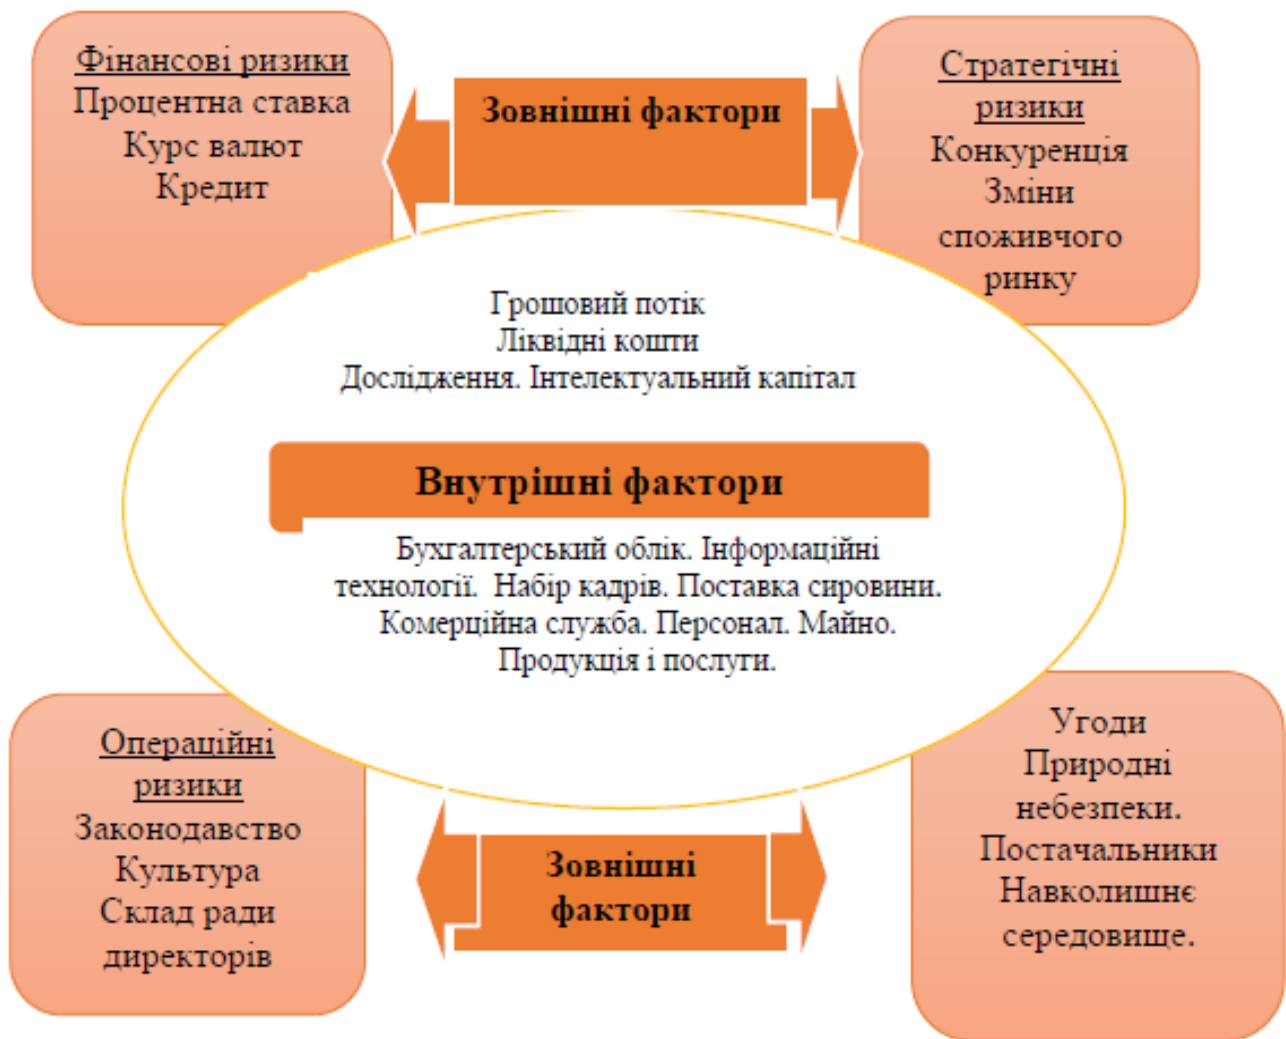 Фінансові ризики
Процентна ставка
Курс валют
Кредит
Зовнішні фактори
Стратегічні
ризики
Конкуренція
Зміни
споживчого
ринку
Грошовий потік
Ліквідні кошти
Дослідження. Інтелектуальний капітал
Внутрішні фактори
Бухгалтерський облік. Інформаційні
технології. Набір кадрів. Поставка сировини.
Комерційна служба. Персонал. Майно.
Продукція і послуги.
Операційні
ризики
Законодавство
Культура
Склад ради
директорів
Зовнішні
фактори
Угоди
Природні
небезпеки.
Постачальники
Навколишнє
середовище.